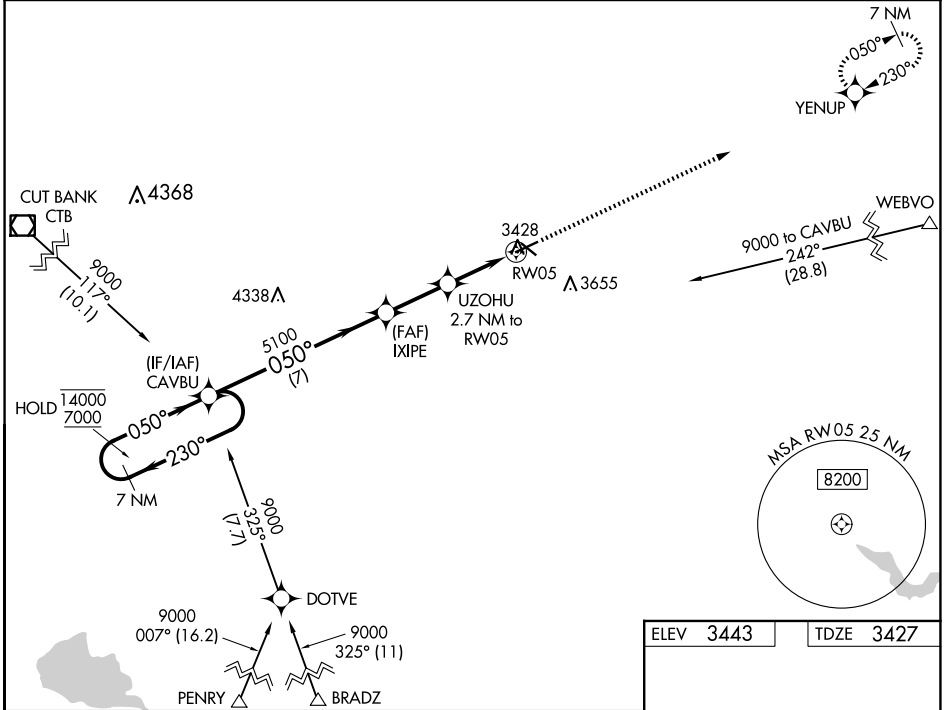 7 NM
050°
230°
YENUP
CUT BANK
CTB
4368
9000
117°
(10.1)
WEBVO
9000 to CAVBU
242°
(28.8)
3428
RW05
3655
4338
UZOHU
2.7 NM to
RW05
(FAF)
IXIPE
5100
050°
(7)
(IF/IAF)
CAVBU
HOLD
14000
7000
050°
230°
7 NM
MSA RW05 25 NM
8200
9000
325°
(7.7)
DOTVE
9000
007° (16.2)
9000
325° (11)
PENRY
BRADZ
ELEV 3443
TDZE 3427